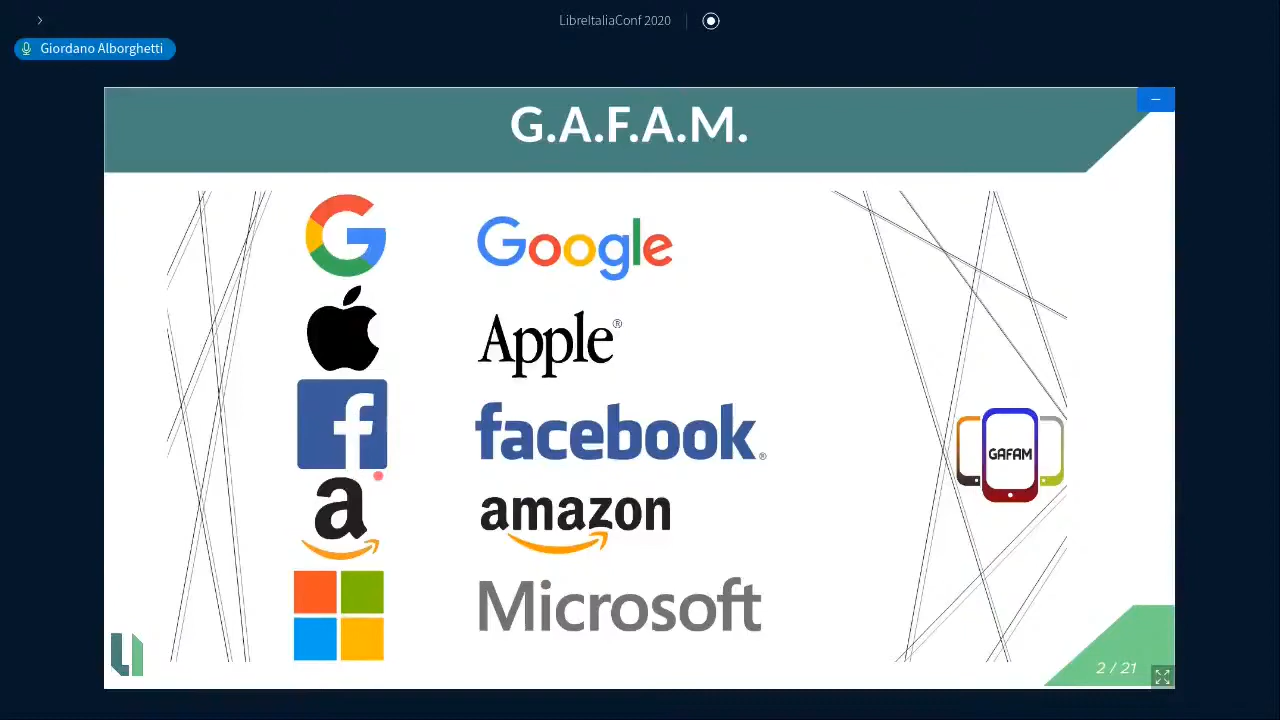 LibreItaliaConf 2020
Giordano Alborghetti
G.A.F.A.M.
Google
Apple®
facebook®
GAFAM
amazon
Microsoft
2 / 21